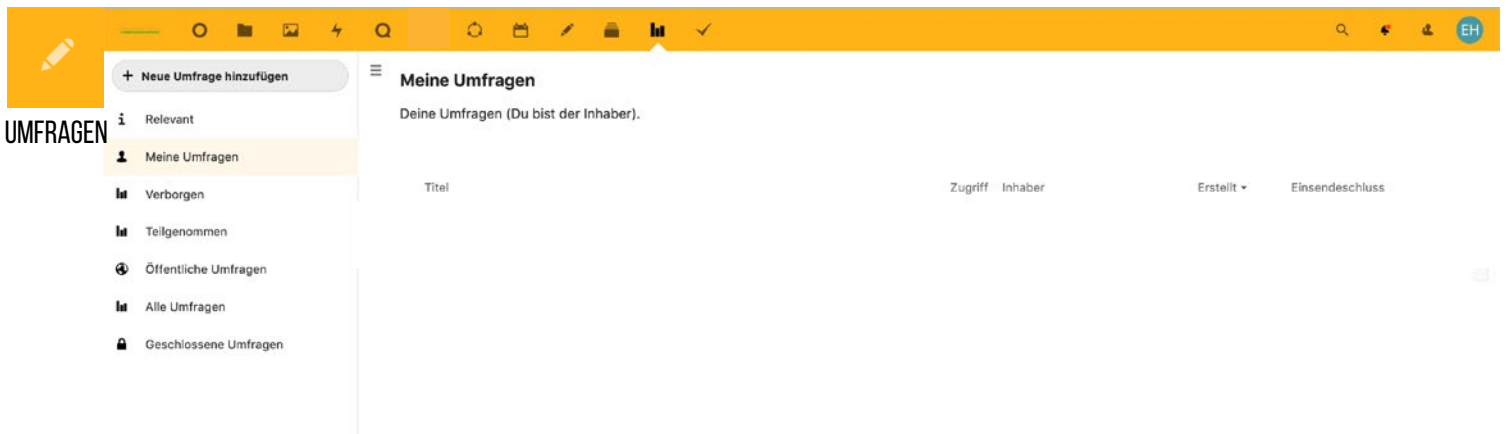 EH
UMFRAGEN
+ Neue Umfrage hinzufügen
Relevant
Meine Umfragen
Verborgen
Teilgenommen
Öffentliche Umfragen
Alle Umfragen
Geschlossene Umfragen
Meine Umfragen
Deine Umfragen (Du bist der Inhaber).
Titel Zugriff Inhaber Erstellt Einsendeschluss